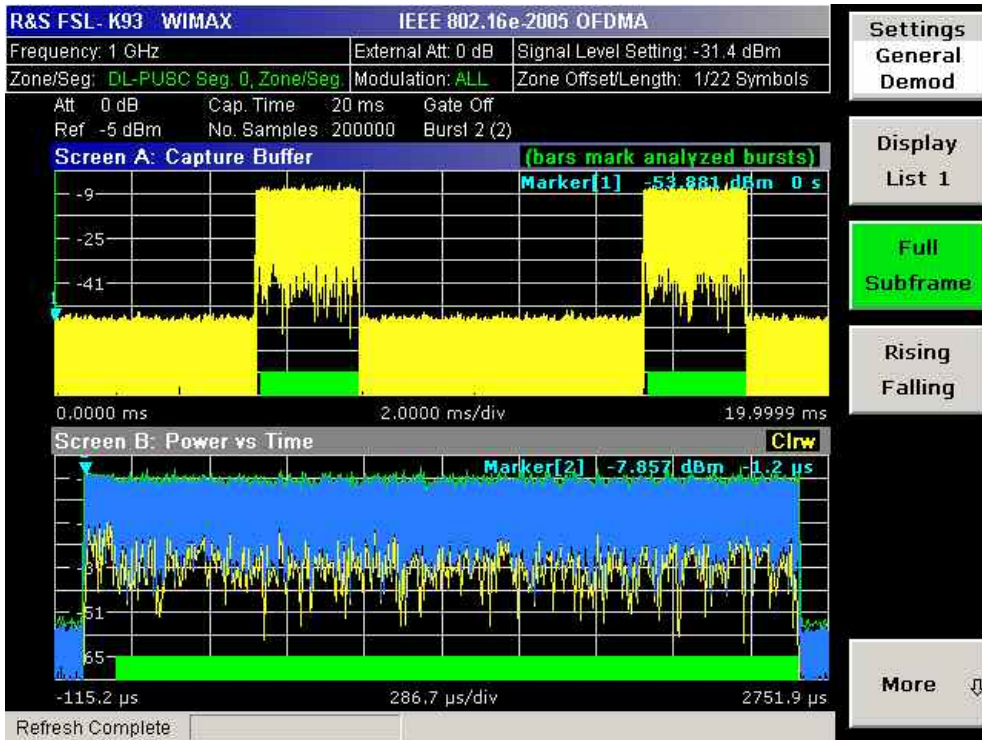 R&S FSL-K93 WIMAX IEEE 802.16e-2005 OFDMA
Frequency: 1 GHz External Att: 0 dB Signal Level Setting: -31.4 dBm
Zone/Seg: DL-PUSC Seg. 0, Zone/Seg. Modulation: ALL Zone Offset/Length: 1/22 Symbols
Att 0 dB Cap. Time 20 ms Gate Off
Ref -5 dBm No. Samples 200000 Burst 2 (2)
Screen A: Capture Buffer (bars mark analyzed bursts)
Marker[1] -53.881 dBm 0 s
-9
-25
-41
1
0.0000 ms 2.0000 ms/div 19.9999 ms
Screen B: Power vs Time Clrw
Marker[2] -7.857 dBm -1.2 µs
-51
65
-115.2 µs 286.7 µs/div 2751.9 µs
Refresh Complete
Settings
General
Demod
Display
List 1
Full
Subframe
Rising
Falling
More